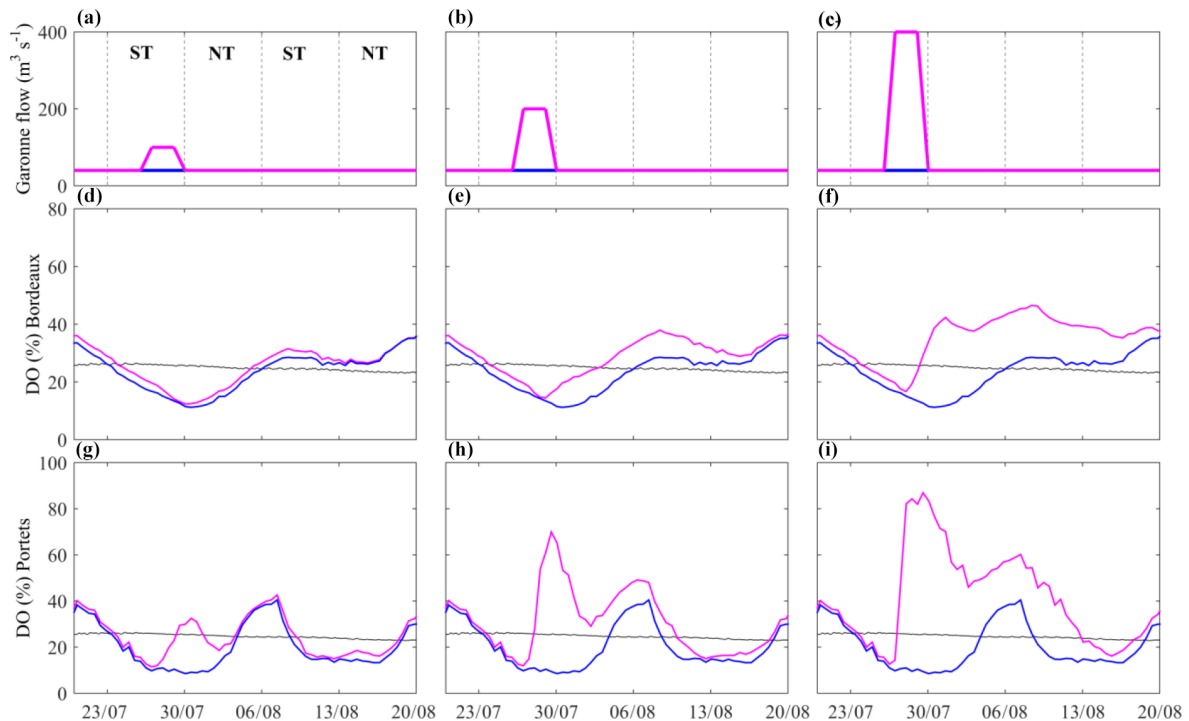 (a)
(b)
(c-
Garonne flow (m³ s⁻¹)
400
200
0
ST
NT
ST
NT
(d)
(e)
(f)
DO (%) Bordeaux
80
60
40
20
0
(g)
(h)
(i)
DO (%) Portets
100
80
60
40
20
0
23/07 30/07 06/08 13/08 20/08
23/07 30/07 06/08 13/08 20/08
23/07 30/07 06/08 13/08 20/08